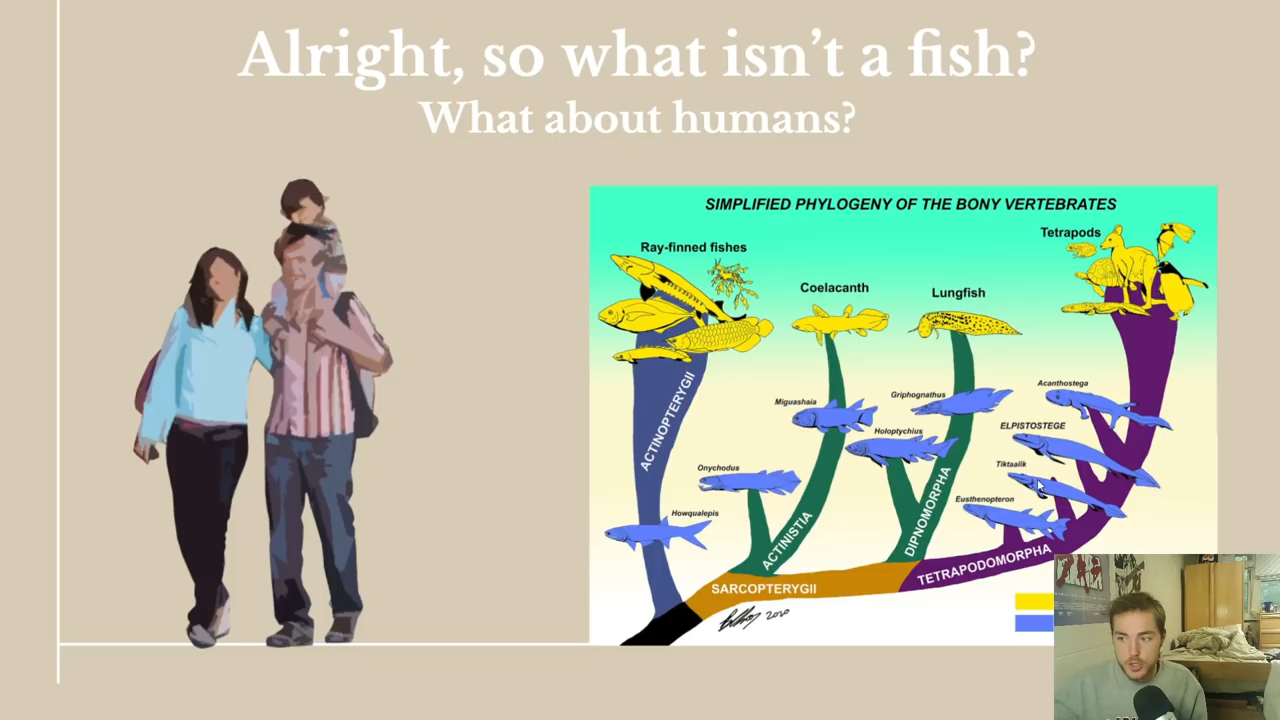 Alright, so what isn't a fish?
What about humans?
SIMPLIFIED PHYLOGENY OF THE BONY VERTEBRATES
Ray-finned fishes
Coelacanth
Lungfish
Tetrapods
Acanthostega
Miguashaia
Griphognathus
ELPISTOSTEGE
Holoptychius
Onychodus
Tiktaalik
Howqualepis
Eusthenopteron
ACTINOPTERYGII
ACTINISTIA
DIPNOMORPHA
TETRAPODOMORPHA
SARCOPTERYGII
2020